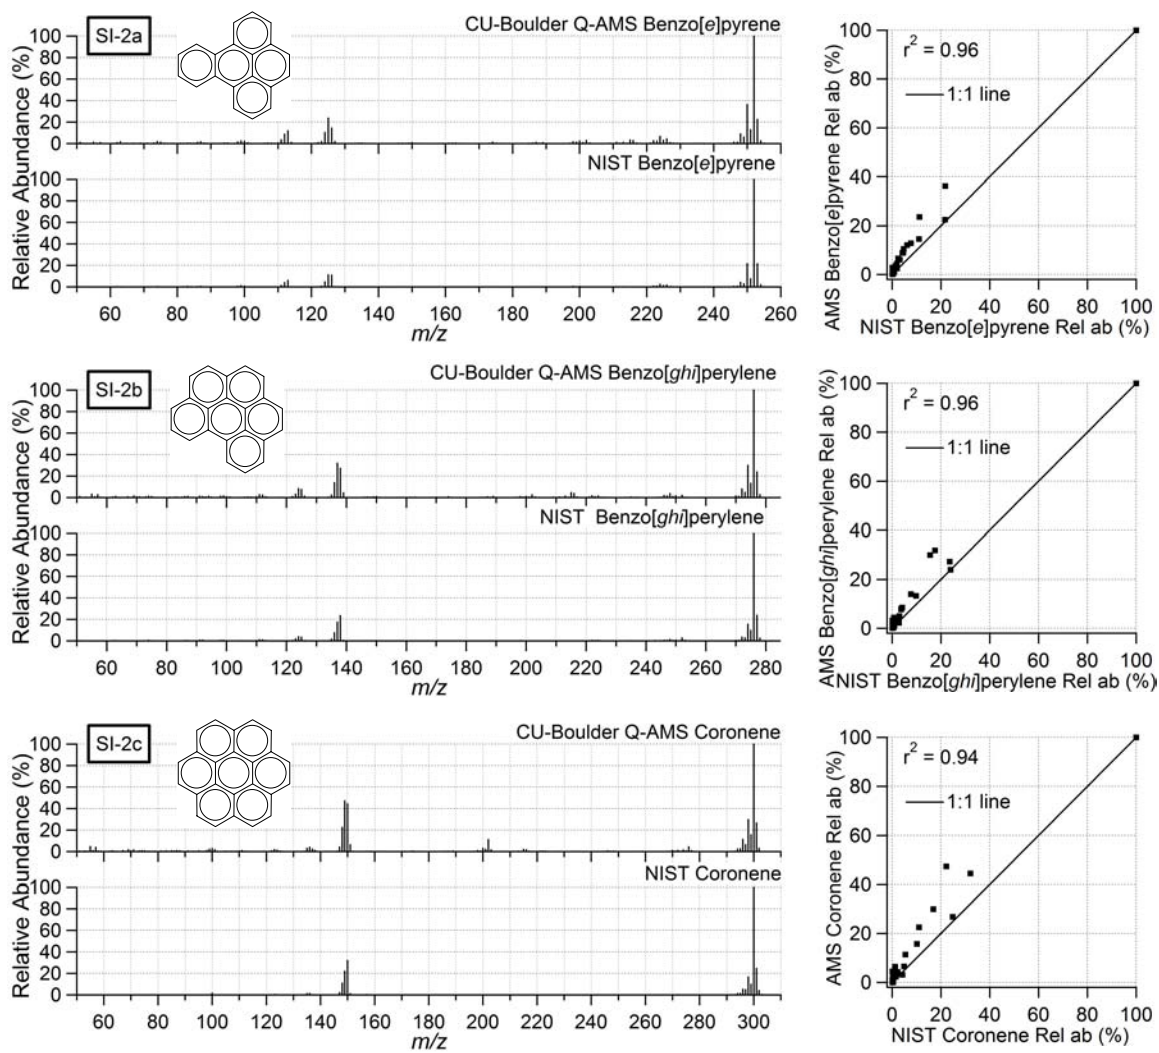 SI-2a
CU-Boulder Q-AMS Benzo[e]pyrene
100
80
60
40
20
0
NIST Benzo[e]pyrene
100
80
60
40
20
0
Relative Abundance (%)
60 80 100 120 140 160 180 200 220 240 260
m/z
r² = 0.96
1:1 line
100
80
60
40
20
0
AMS Benzo[e]pyrene Rel ab (%)
0 20 40 60 80 100
NIST Benzo[e]pyrene Rel ab (%)
SI-2b
CU-Boulder Q-AMS Benzo[ghi]perylene
100
80
60
40
20
0
NIST Benzo[ghi]perylene
100
80
60
40
20
0
Relative Abundance (%)
60 80 100 120 140 160 180 200 220 240 260 280
m/z
r² = 0.96
1:1 line
100
80
60
40
20
0
AMS Benzo[ghi]perylene Rel ab (%)
0 20 40 60 80 100
NIST Benzo[ghi]perylene Rel ab (%)
SI-2c
CU-Boulder Q-AMS Coronene
100
80
60
40
20
0
NIST Coronene
100
80
60
40
20
0
Relative Abundance (%)
60 80 100 120 140 160 180 200 220 240 260 280 300
m/z
r² = 0.94
1:1 line
100
80
60
40
20
0
AMS Coronene Rel ab (%)
0 20 40 60 80 100
NIST Coronene Rel ab (%)